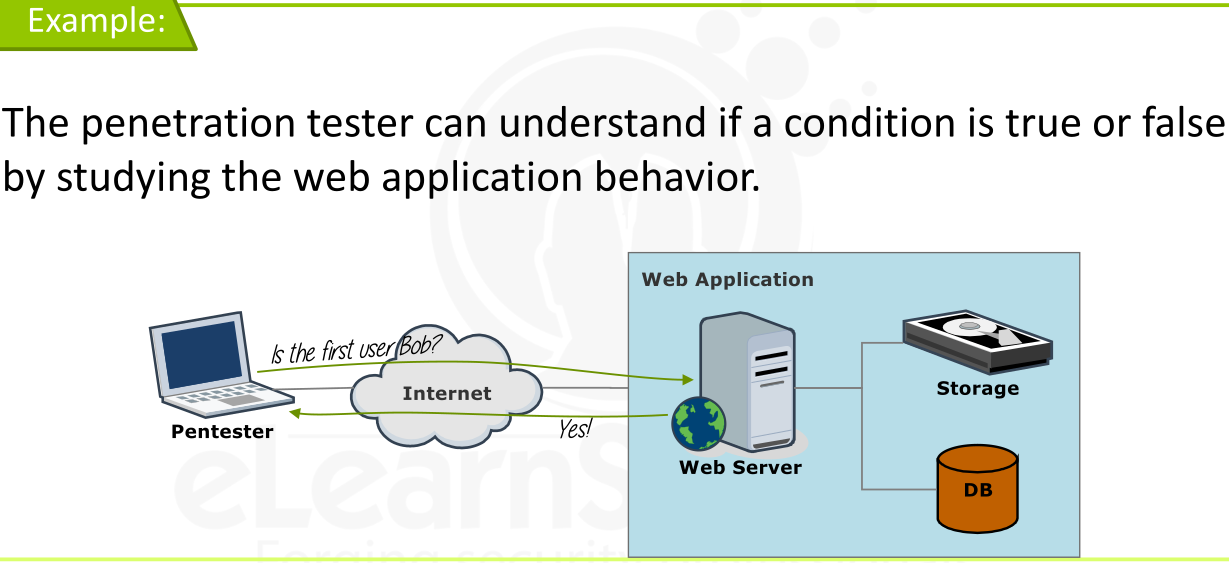 Example:
The penetration tester can understand if a condition is true or false
by studying the web application behavior.
Web Application
Is the first user Bob?
Internet
Storage
Pentester
Yes!
Web Server
DB
eLearnS
Forging security